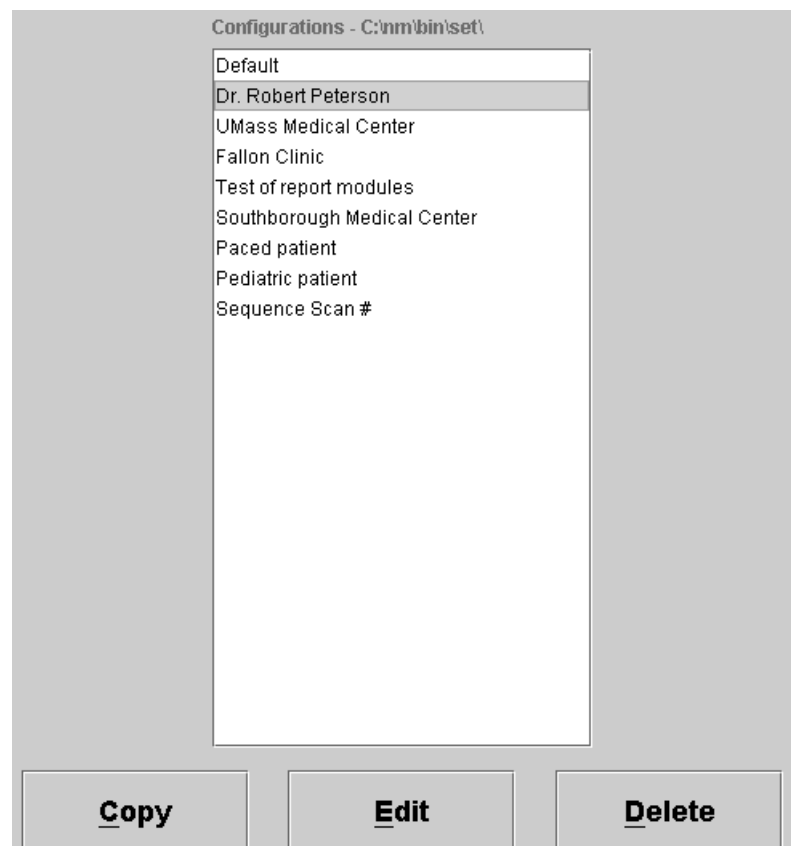 Configurations - C:\nm\bin\set\
Default
Dr. Robert Peterson
UMass Medical Center
Fallon Clinic
Test of report modules
Southborough Medical Center
Paced patient
Pediatric patient
Sequence Scan #
Copy Edit Delete